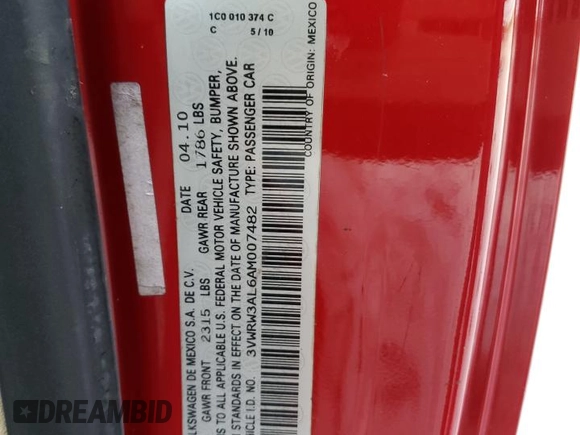 1C0 010 374 C
C 5/10
LKSWAGEN DE MEXICO S.A. DE C.V. DATE 04.10
GAWR FRONT 2315 LBS GAWR REAR 1786 LBS
S TO ALL APPLICABLE U.S. FEDERAL MOTOR VEHICLE SAFETY, BUMPER,
STANDARDS IN EFFECT ON THE DATE OF MANUFACTURE SHOWN ABOVE.
HICLE I.D. NO. 3VWRW3AL6AM007482 TYPE: PASSENGER CAR
COUNTRY OF ORIGIN: MEXICO
DREAMBID